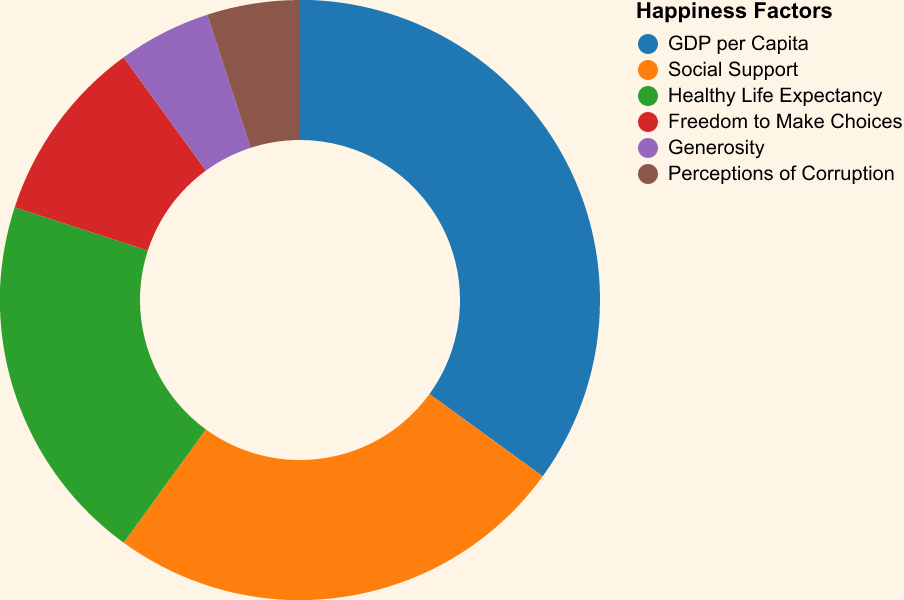 Happiness Factors
GDP per Capita
Social Support
Healthy Life Expectancy
Freedom to Make Choices
Generosity
Perceptions of Corruption